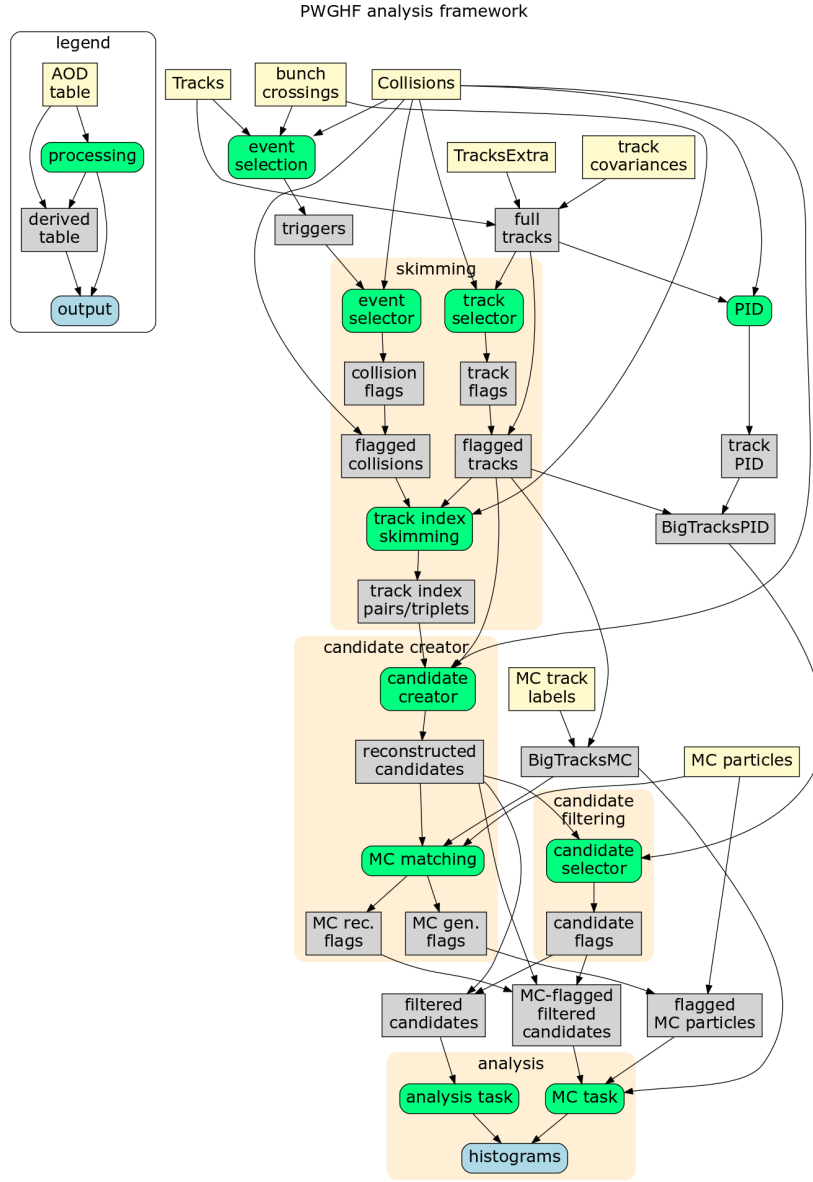 PWGHF analysis framework
legend
AOD
table
processing
derived
table
output
Tracks
bunch
crossings
Collisions
event
selection
TracksExtra
track
covariances
triggers
full
tracks
skimming
event
selector
track
selector
PID
collision
flags
track
flags
flagged
collisions
flagged
tracks
track
PID
track index
skimming
BigTracksPID
track index
pairs/triplets
candidate creator
candidate
creator
MC track
labels
reconstructed
candidates
BigTracksMC
MC particles
candidate
filtering
MC matching
candidate
selector
MC rec.
flags
MC gen.
flags
candidate
flags
filtered
candidates
MC-flagged
filtered
candidates
flagged
MC particles
analysis
analysis task
MC task
histograms